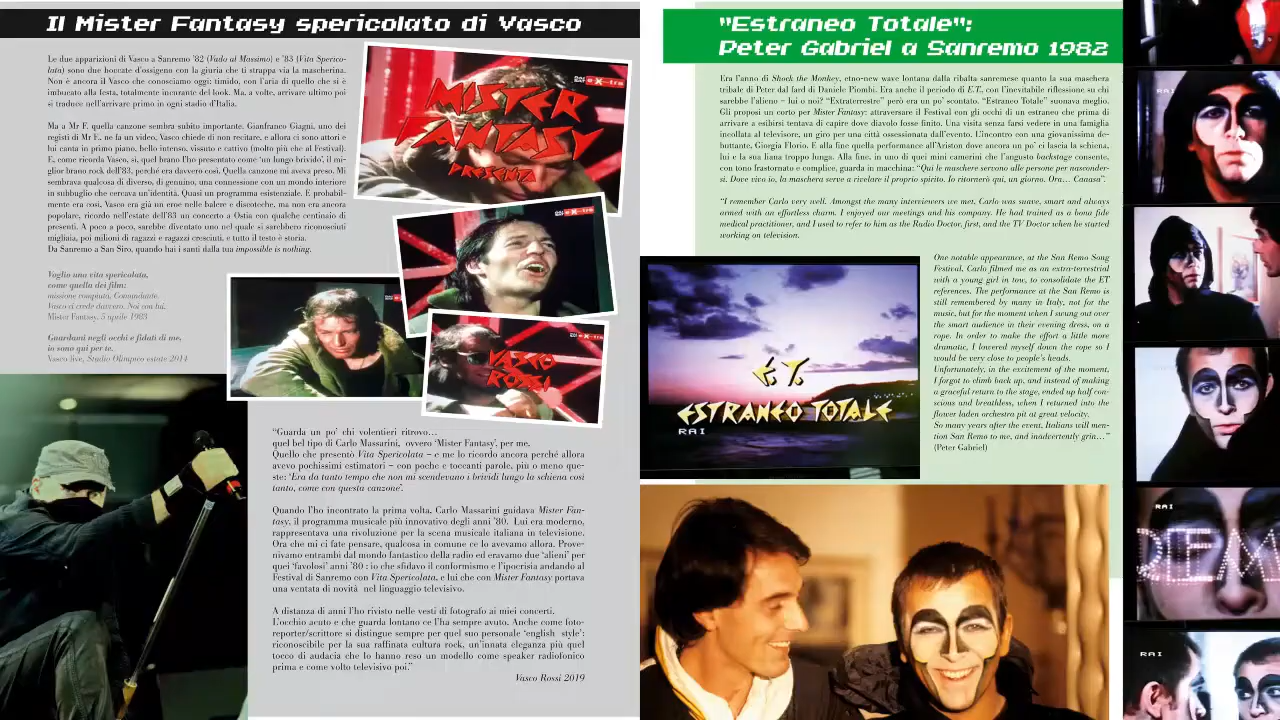 Il Mister Fantasy spericolato di Vasco
Le due apparizioni di Vasco a Sanremo '82 (Vado al Massimo) e '83 (Vita Sperico-
lata) sono due boccate d'ossigeno con la giuria che ti strappa via la mascherina.
Non è ancora il Vasco che conosciamo oggi: timido, con l'aria di quello che si è
imbucato alla festa, totalmente incurante del look. Ma, a volte, arrivare ultimo poi
si traduce nell'arrivare primo in ogni stadio d'Italia.
Ma a Mr F. quella canzone sembra subito importante. Gianfranco Giagni, uno dei
registi di Mr F., ne fa un video, Vasco chiede di non recitare, e allora ci sono attori e
lui canta in primo piano, bello intenso, vissuto e cattivo (molto più che al Festival).
E, come ricorda Vasco, sì, quel brano l'ho presentato come 'un lungo brivido', il mi-
glior brano rock dell'83, perché era davvero così. Quella canzone mi aveva preso. Mi
sembrava qualcosa di diverso, di genuino, una connessione con un mondo interiore
in subbuglio che cercava un'identità. Quasi un programma esistenziale. E probabil-
mente era così, Vasco era già un eroe nelle balere e discoteche, ma non era ancora
popolare, ricordo nell'estate dell'83 un concerto a Ostia con qualche centinaio di
presenti. A poco a poco, sarebbe diventato uno nel quale si sarebbero riconosciuti
migliaia, poi milioni di ragazzi e ragazzi cresciuti, e tutto il testo è storia.
Da Sanremo a San Siro, quando hai i santi dalla tua impossible is nothing.
Voglio una vita spericolata,
come quella dei film:
missione compiuta, Comandante.
Vasco ci crede davvero. Noi con lui.
Mister Fantasy, 5 aprile 1983
Guardami negli occhi e fidati di me,
io sono qui per te.
Vasco live, Stadio Olimpico estate 2014
MISTER
FANTASY
PRESENTA
VASCO
ROSSI
"Guarda un po' chi volentieri ritrovo…
quel bel tipo di Carlo Massarini, ovvero 'Mister Fantasy', per me.
Quello che presentò Vita Spericolata – e me lo ricordo ancora perché allora
avevo pochissimi estimatori – con poche e toccanti parole, più o meno que-
ste: 'Era da tanto tempo che non mi scendevano i brividi lungo la schiena così
tanto, come con questa canzone'.
Quando l'ho incontrato la prima volta, Carlo Massarini guidava Mister Fan-
tasy, il programma musicale più innovativo degli anni '80. Lui era moderno,
rappresentava una rivoluzione per la scena musicale italiana in televisione.
Ora che mi ci fate pensare, qualcosa in comune ce lo avevamo allora. Prove-
nivamo entrambi dal mondo fantastico della radio ed eravamo due 'alieni' per
quei 'favolosi' anni '80 : io che sfidavo il conformismo e l'ipocrisia andando al
Festival di Sanremo con Vita Spericolata, e lui che con Mister Fantasy portava
una ventata di novità nel linguaggio televisivo.
A distanza di anni l'ho rivisto nelle vesti di fotografo ai miei concerti.
L'occhio acuto e che guarda lontano ce l'ha sempre avuto. Anche come foto-
reporter/scrittore si distingue sempre per quel suo personale 'english style':
riconoscibile per la sua raffinata cultura rock, un'innata eleganza più quel
tocco di audacia che lo hanno reso un modello come speaker radiofonico
prima e come volto televisivo poi."
Vasco Rossi 2019
"Estraneo Totale":
Peter Gabriel a Sanremo 1982
Era l'anno di Shock the Monkey, etno-new wave lontana dalla ribalta sanremese quanto la sua maschera
tribale di Peter dal fard di Daniele Piombi. Era anche il periodo di E.T., con l'inevitabile riflessione su chi
sarebbe l'alieno – lui o noi? "Extraterrestre" però era un po' scontato. "Estraneo Totale" suonava meglio.
Gli proposi un corto per Mister Fantasy: attraversare il Festival con gli occhi di un estraneo che prima di
arrivare a esibirsi tentava di capire dove diavolo fosse finito. Una visita senza farsi vedere in una famiglia
incollata al televisore, un giro per una città ossessionata dall'evento. L'incontro con una giovanissima de-
buttante, Giorgia Fiorio. E alla fine quella performance all'Ariston dove ancora un po' ci lascia la schiena,
lui e la sua liana troppo lunga. Alla fine, in uno di quei mini camerini che l'angusto backstage consente,
con tono frastornato e complice, guarda in macchina: "Qui le maschere servono alle persone per nasconder-
si. Dove vivo io, la maschera serve a rivelare il proprio spirito. Io ritornerò qui, un giorno. Ora… Caaasa".
"I remember Carlo very well. Amongst the many interviewers we met, Carlo was suave, smart and always
armed with an effortless charm. I enjoyed our meetings and his company. He had trained as a bona fide
medical practitioner, and I used to refer to him as the Radio Doctor, first, and the TV Doctor when he started
working on television.
One notable appearance, at the San Remo Song
Festival, Carlo filmed me as an extra-terrestrial
with a young girl in tow, to consolidate the ET
references. The performance at the San Remo is
still remembered by many in Italy, not for the
music, but for the moment when I swung out over
the smart audience in their evening dress, on a
rope. In order to make the effort a little more
dramatic, I lowered myself down the rope so I
would be very close to people's heads.
Unfortunately, in the excitement of the moment,
I forgot to climb back up, and instead of making
a graceful return to the stage, ended up half con-
scious and breathless, when I returned into the
flower laden orchestra pit at great velocity.
So many years after the event, Italians will men-
tion San Remo to me, and inadvertently grin…"
(Peter Gabriel)
E.T.
ESTRANEO TOTALE
RAI
RAI
REM
RAI